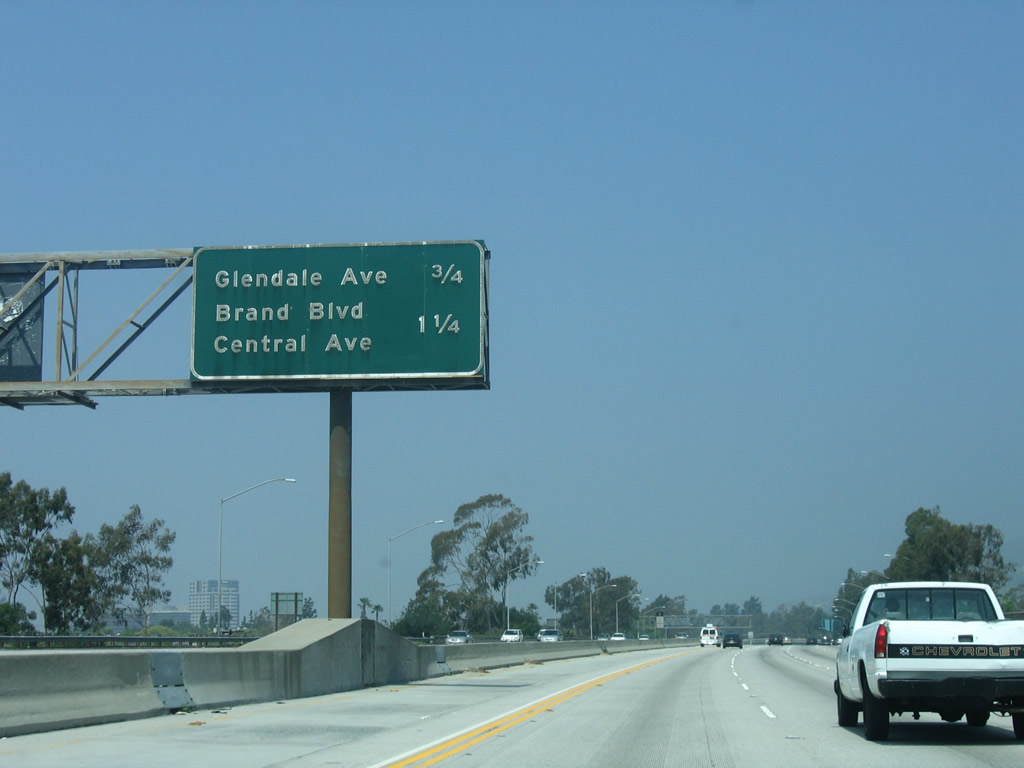 Glendale Ave 3/4
Brand Blvd
Central Ave 1 1/4
CHEVROLET